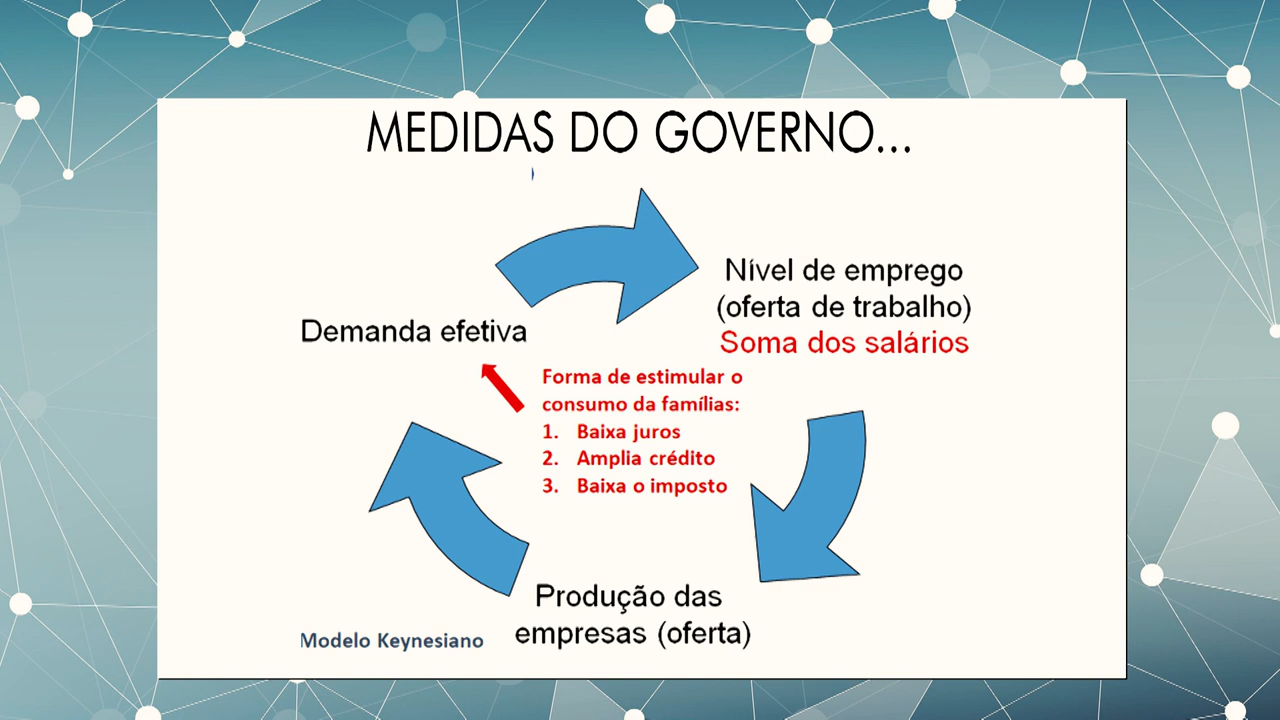 MEDIDAS DO GOVERNO...
Nível de emprego
(oferta de trabalho)
Soma dos salários
Demanda efetiva
Forma de estimular o
consumo da famílias:
1. Baixa juros
2. Amplia crédito
3. Baixa o imposto
Produção das
empresas (oferta)
Modelo Keynesiano